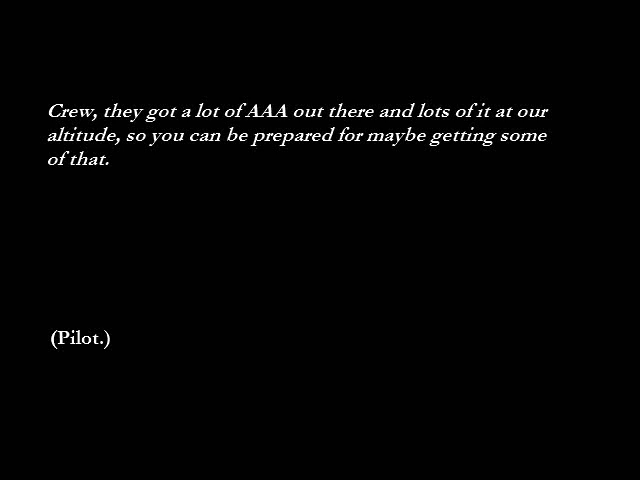 Crew, they got a lot of AAA out there and lots of it at our
altitude, so you can be prepared for maybe getting some
of that.
(Pilot.)